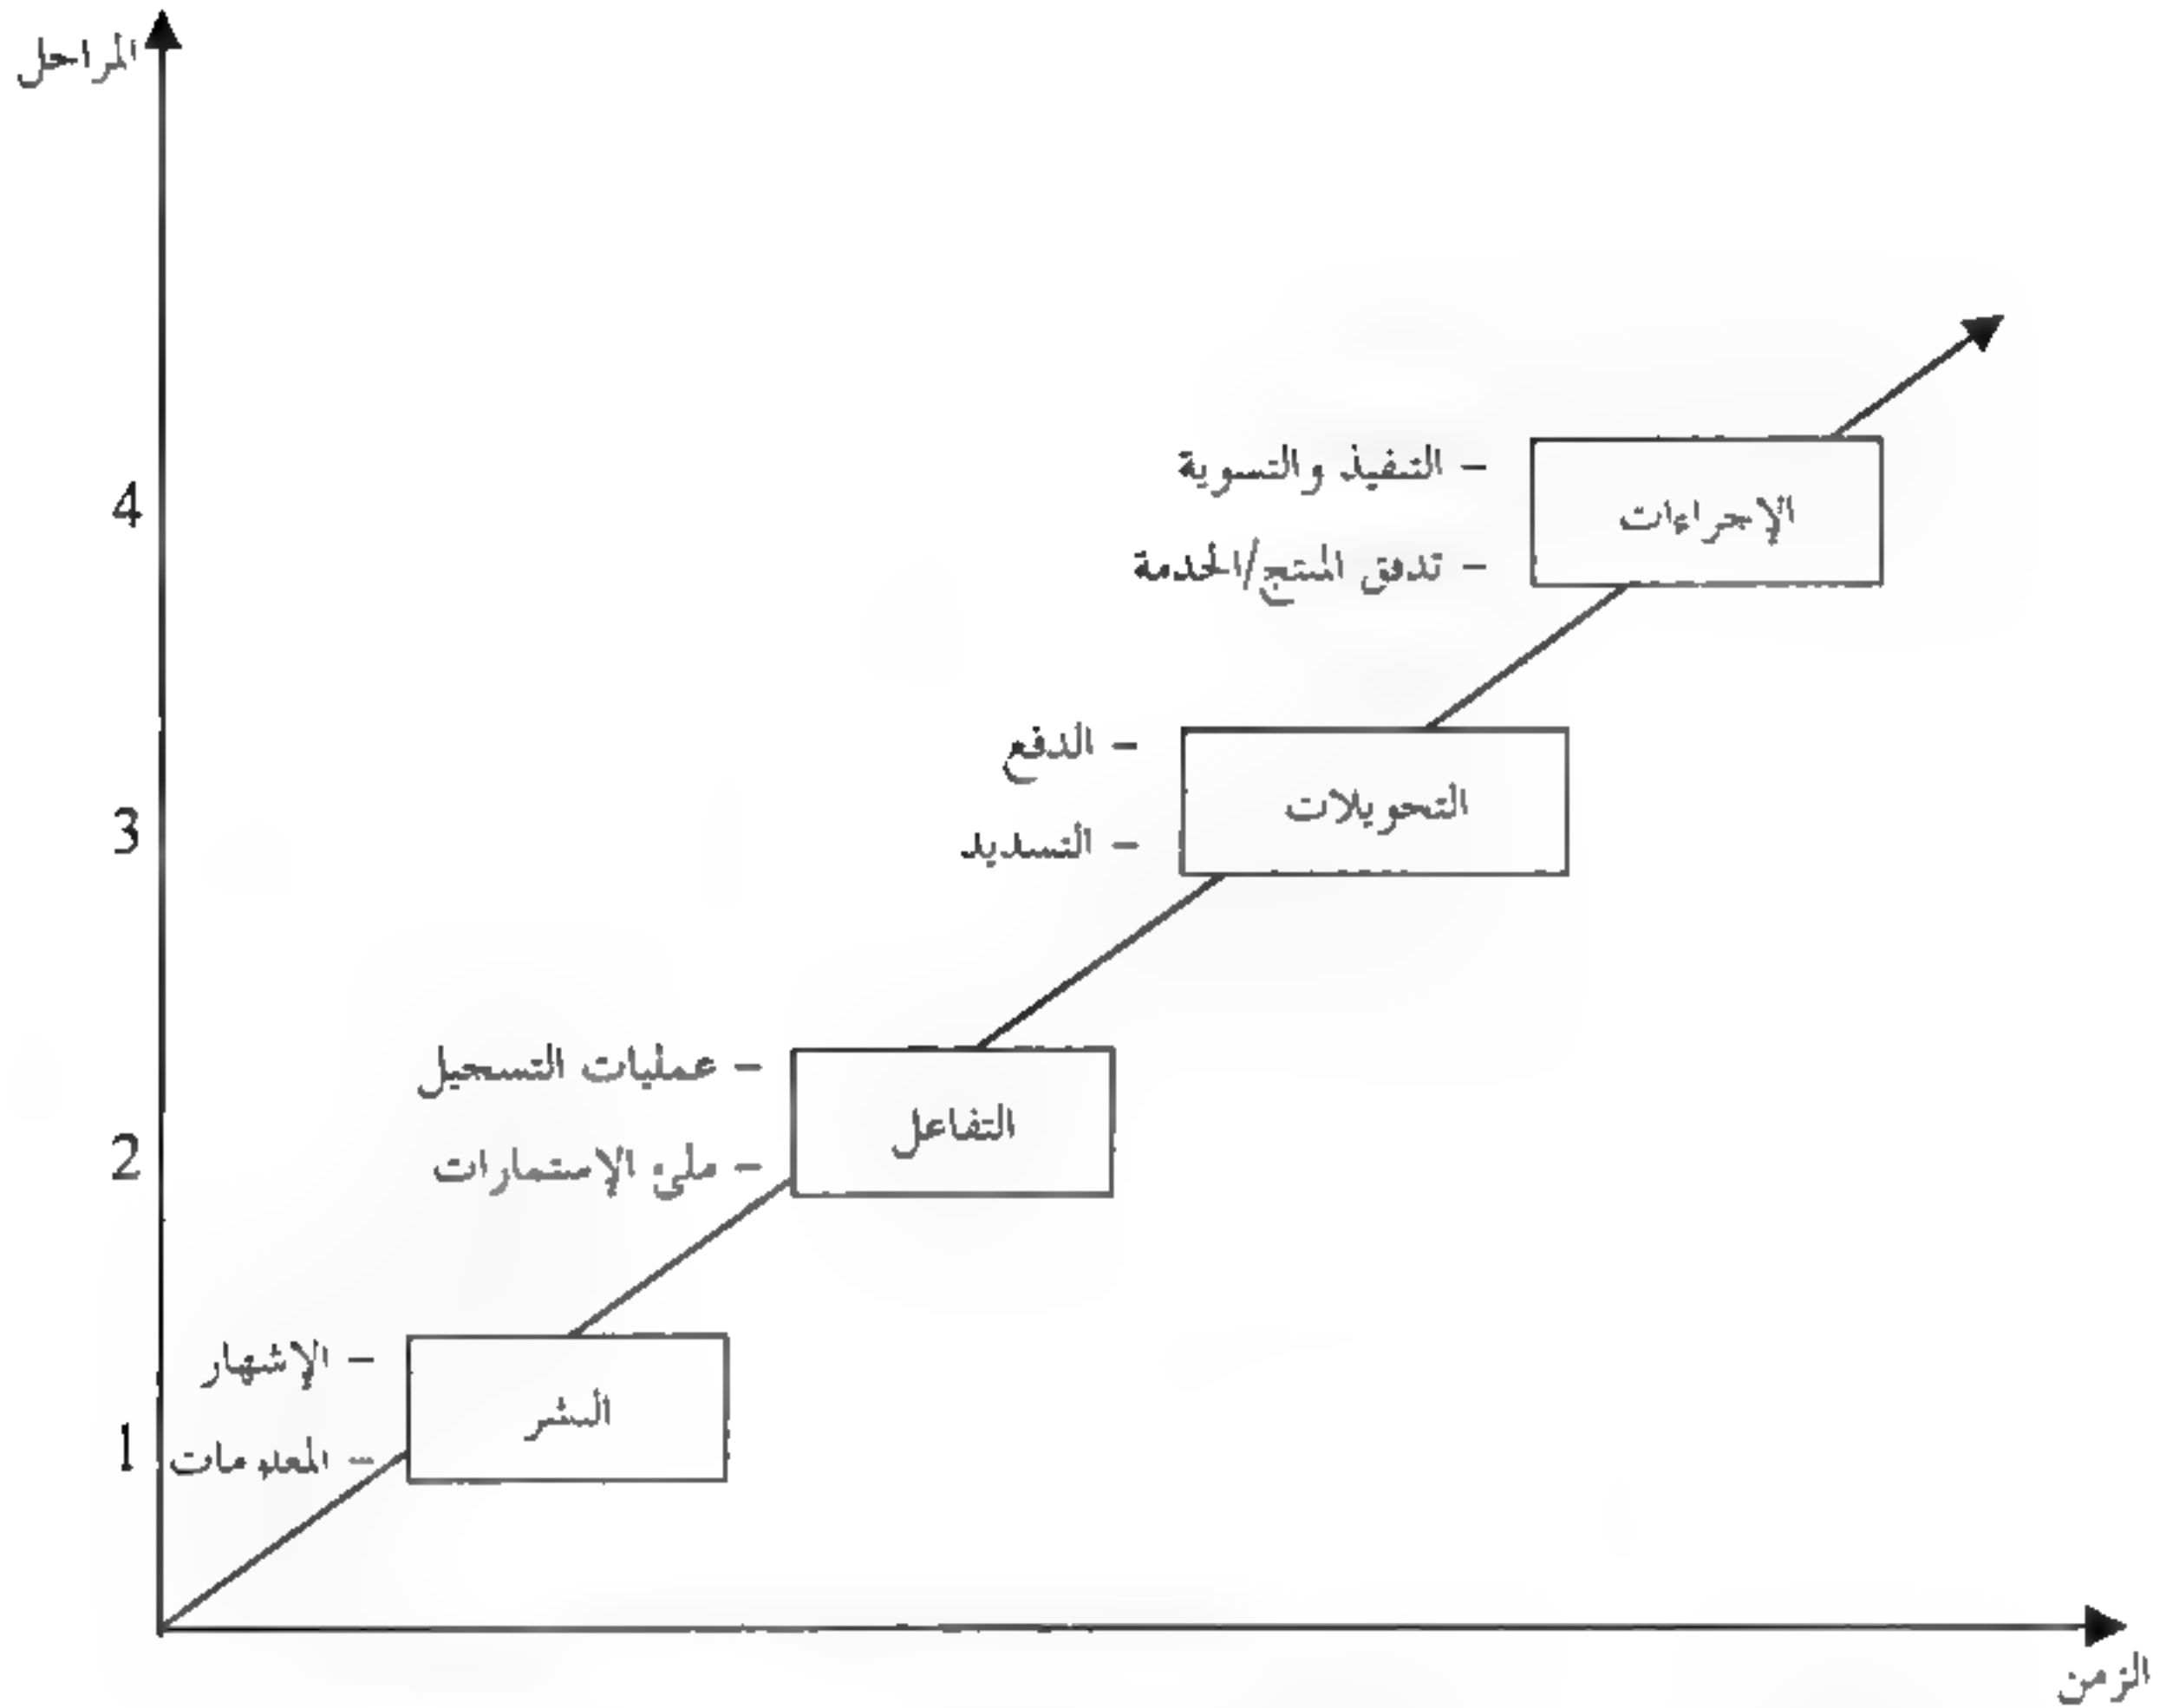 المراحل
4
- التنفيذ والتسوية
- تدفق المنتج/الخدمة
الإجراءات
3
- الدفع
- التسديد
التحويلات
2
- عمليات التسجيل
- ملئ الإستمارات
التفاعل
1
- الاشهار
- المعلومات
النشر
الزمن